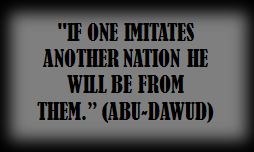 "IF ONE IMITATES
ANOTHER NATION HE
WILL BE FROM
THEM.” (ABU-DAWUD)